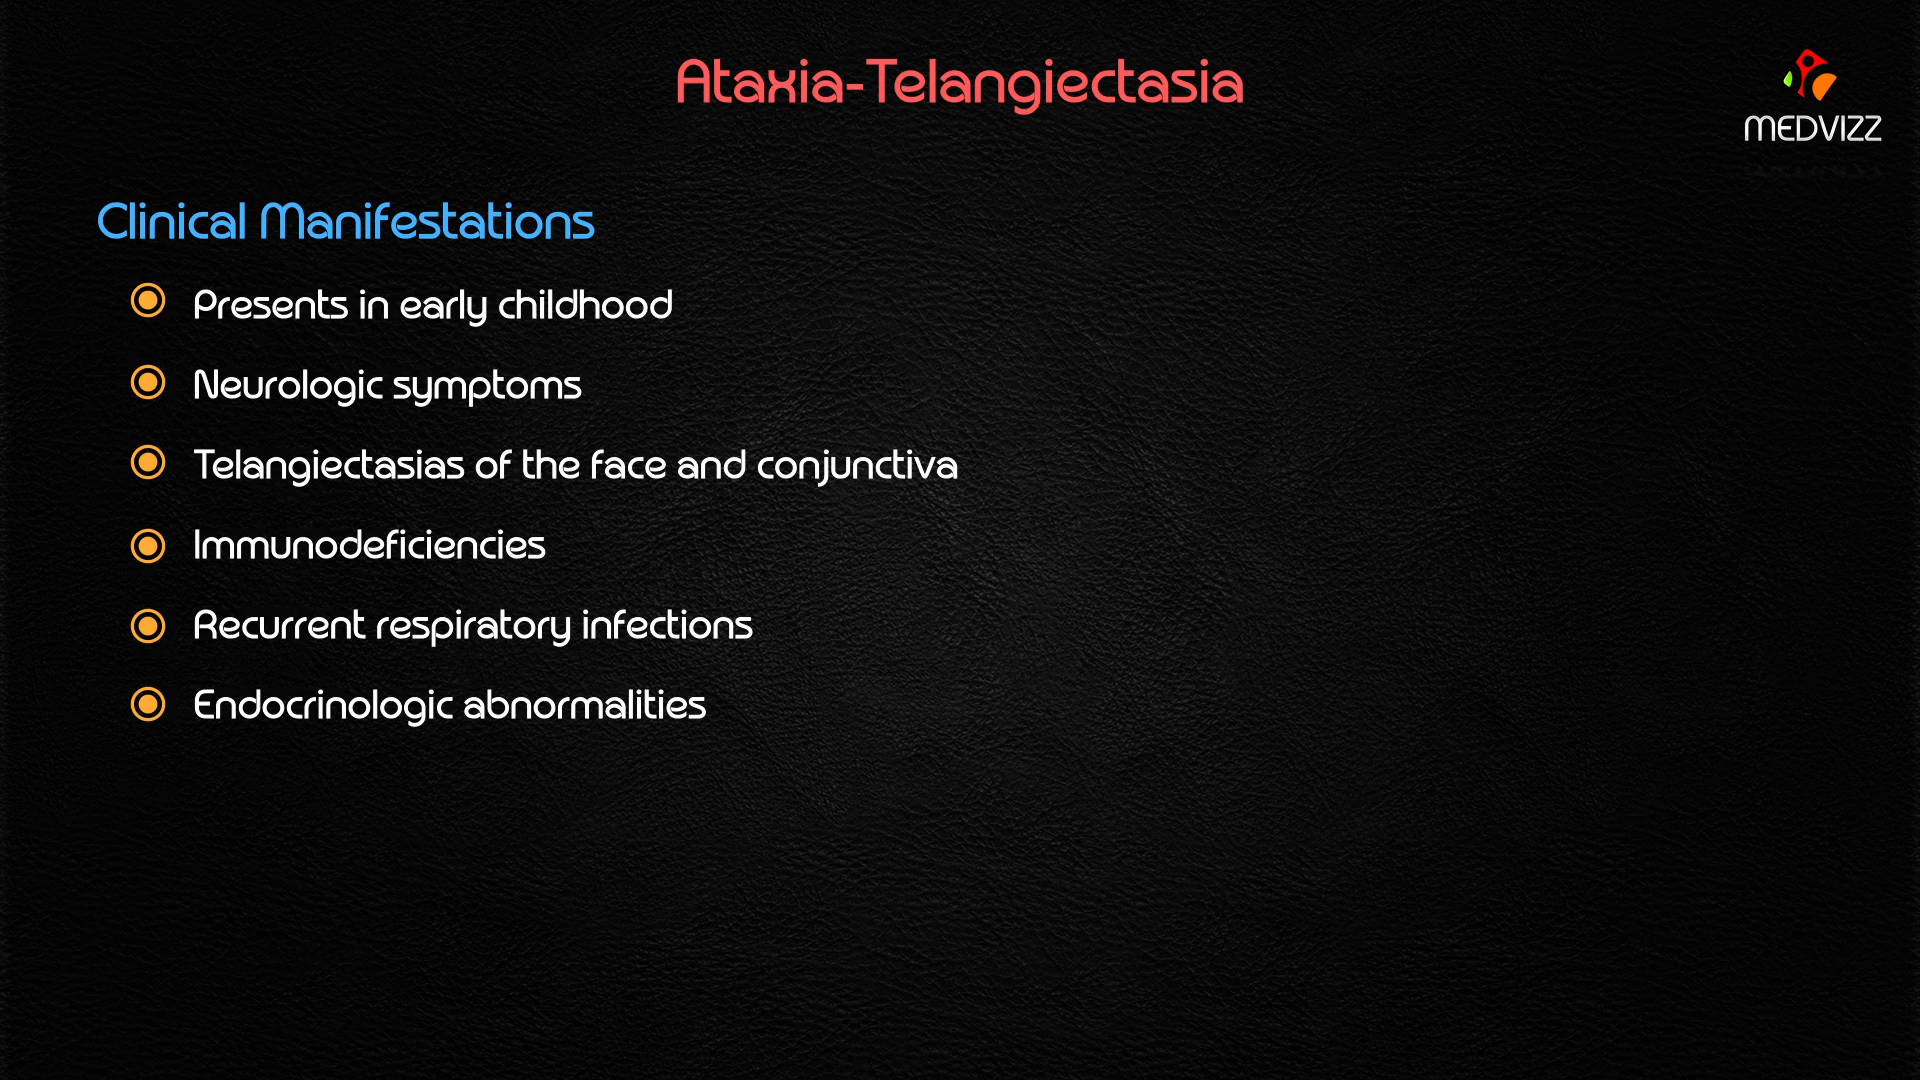 Ataxia-Telangiectasia
MEDVIZZ
Clinical Manifestations
Presents in early childhood
Neurologic symptoms
Telangiectasias of the face and conjunctiva
Immunodeficiencies
Recurrent respiratory infections
Endocrinologic abnormalities